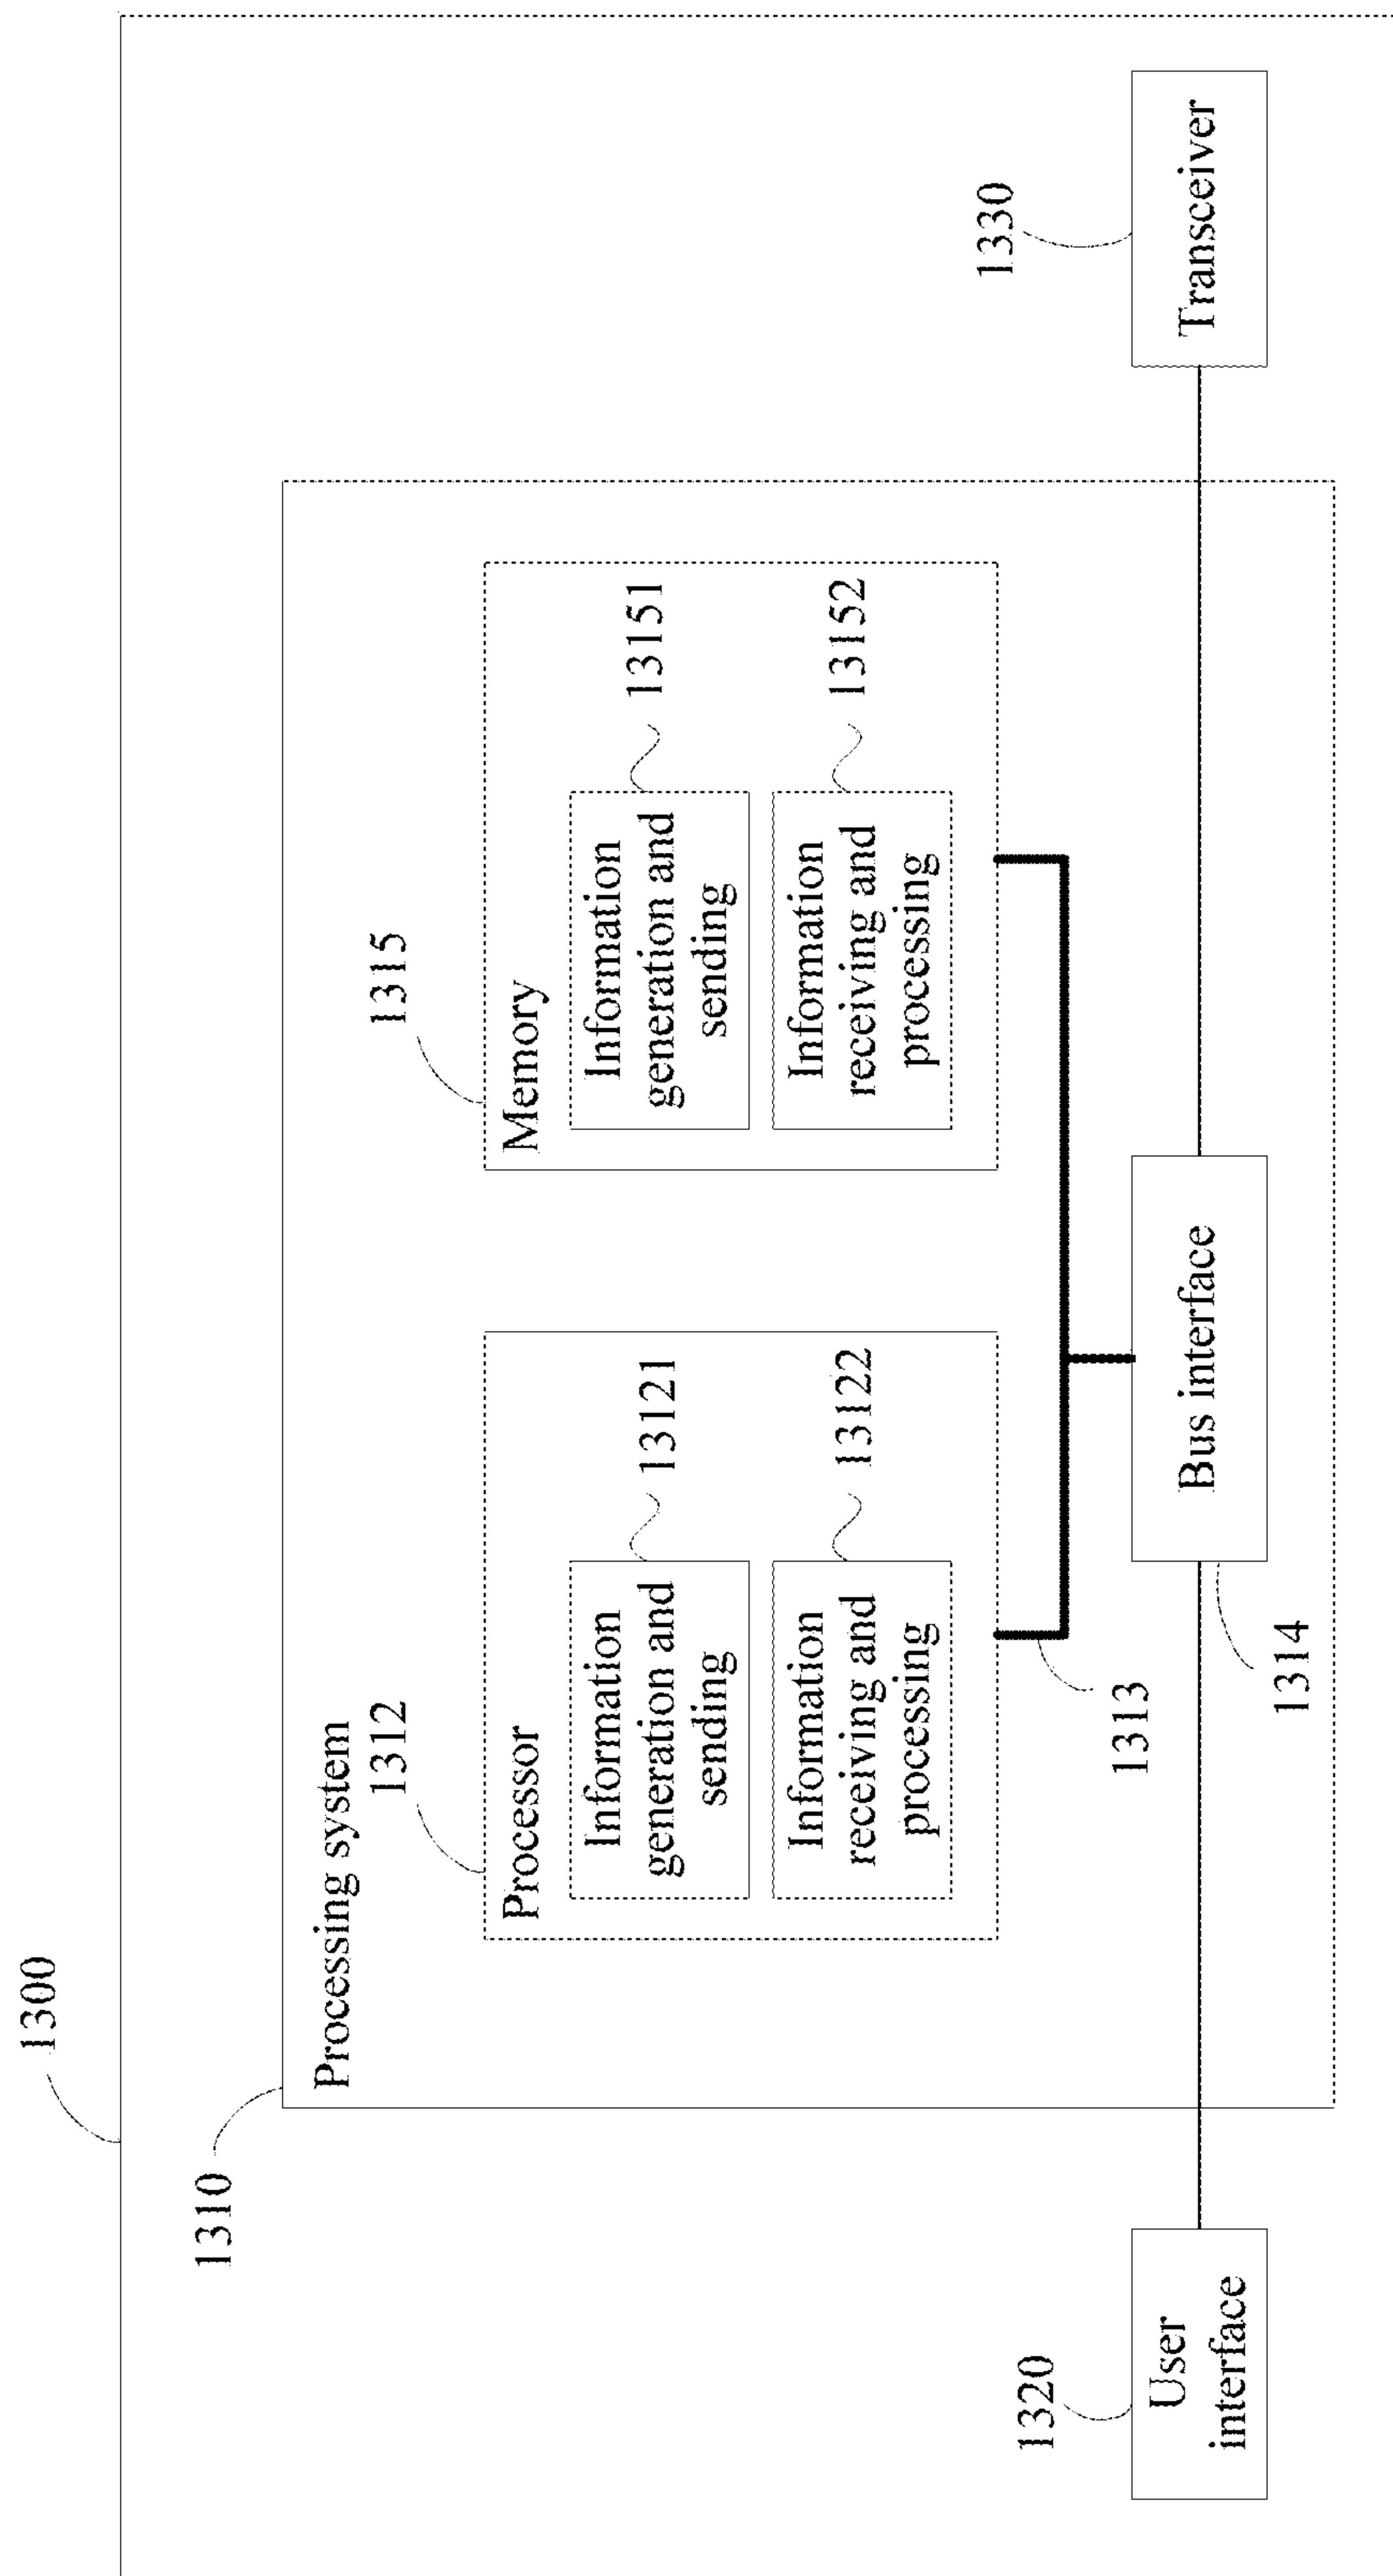 1300
1310
Processing system
1312
1315
Processor
Memory
Information
generation and
sending
13121
Information
receiving and
processing
13122
Information
generation and
sending
13151
Information
receiving and
processing
13152
1313
1320
User
interface
Bus interface
1314
1330
Transceiver